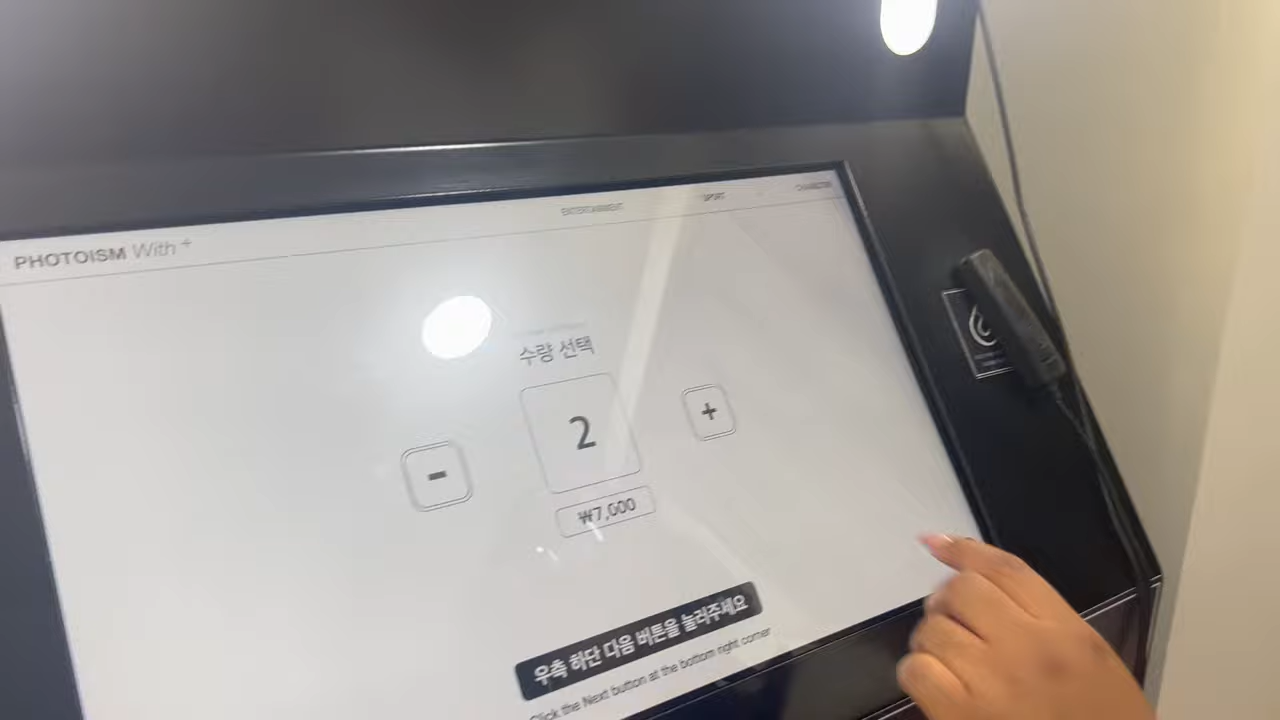 PHOTOISM With+
ENTERTAINMENT
SPORT
CHARACTER
수량 선택
-
2
+
₩7,000
우측 하단 다음 버튼을 눌러주세요
Click the Next button at the bottom right corner